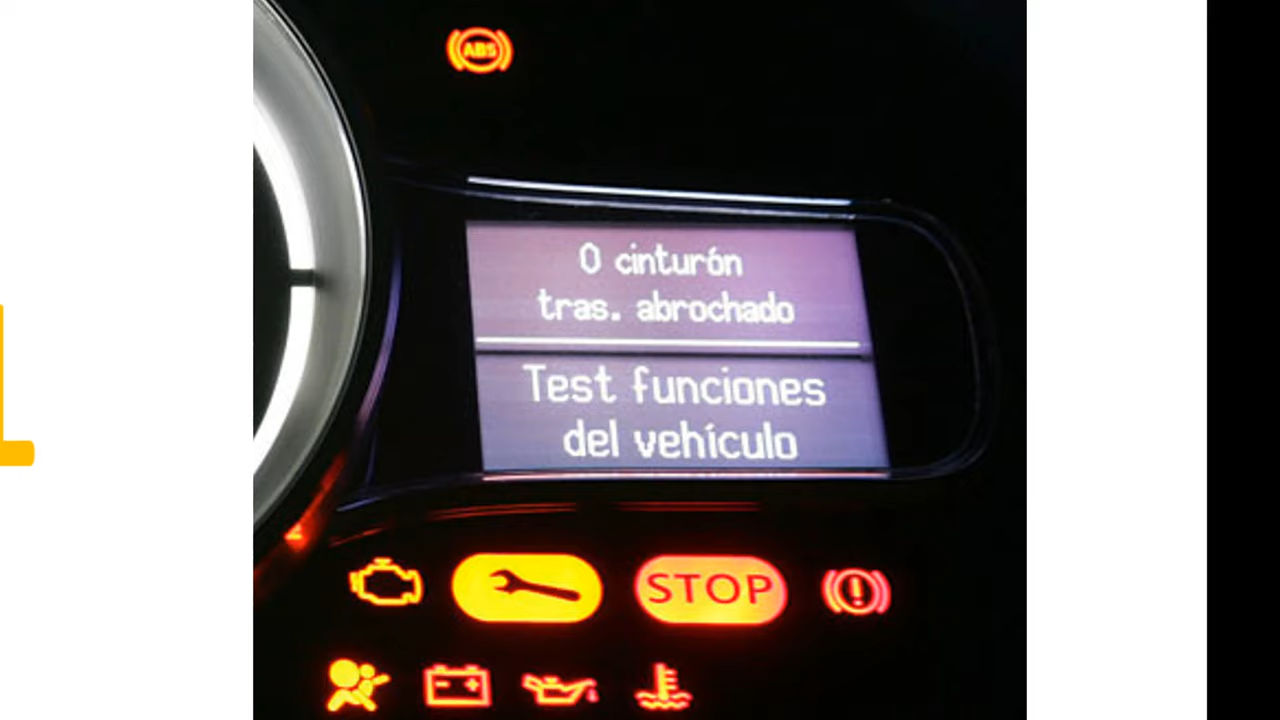 ABS
0 cinturón
tras. abrochado
Test funciones
del vehículo
STOP